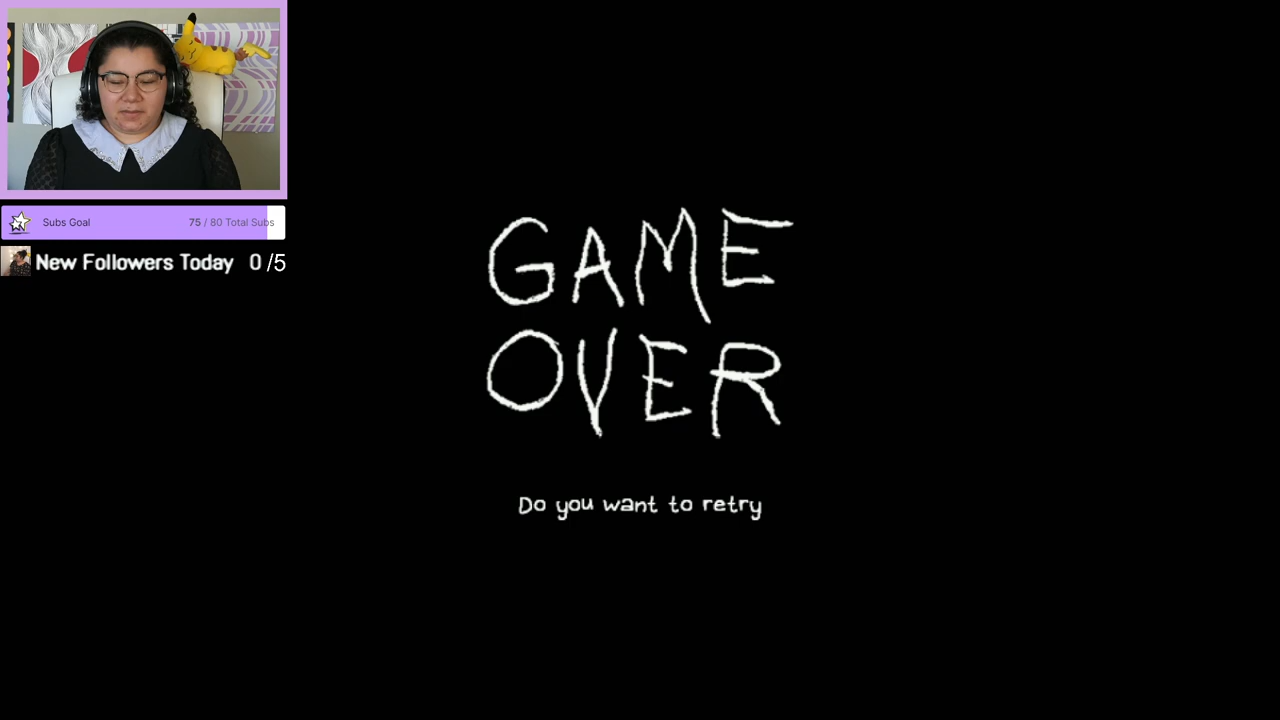 Subs Goal 75 / 80 Total Subs
New Followers Today 0 /5
GAME
OVER
Do you want to retry